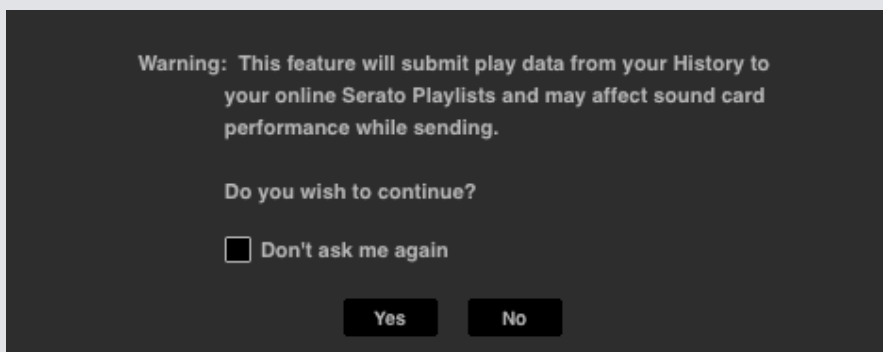 Warning:  This feature will submit play data from your History to
your online Serato Playlists and may affect sound card
performance while sending.
Do you wish to continue?
Don't ask me again
Yes No